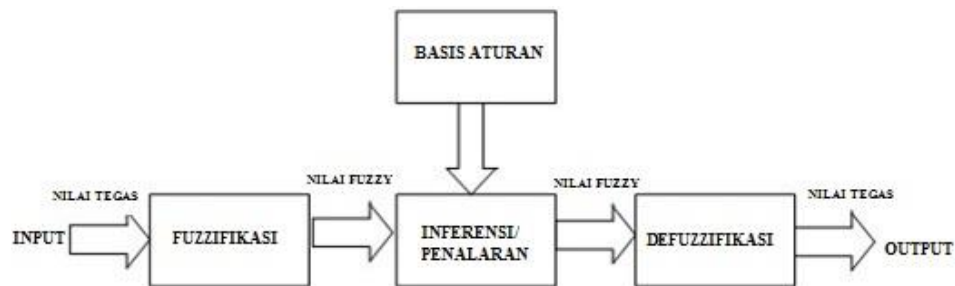 BASIS ATURAN
NILAI TEGAS
NILAI FUZZY
NILAI FUZZY
NILAI TEGAS
INPUT
FUZZIFIKASI
INFERENSI/
PENALARAN
DEFUZZIFIKASI
OUTPUT